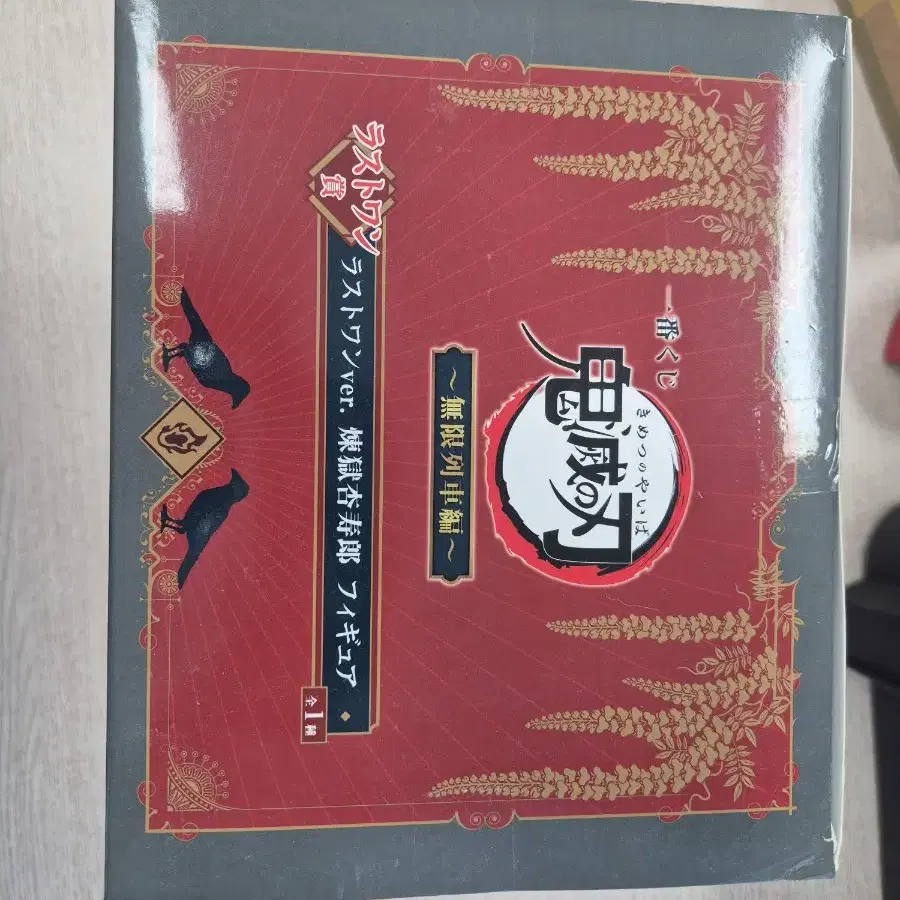 一番くじ
きめつのやいば
鬼滅の刃
～無限列車編～
ラストワン賞
ラストワンver. 煉獄杏寿郎 フィギュア
全1種